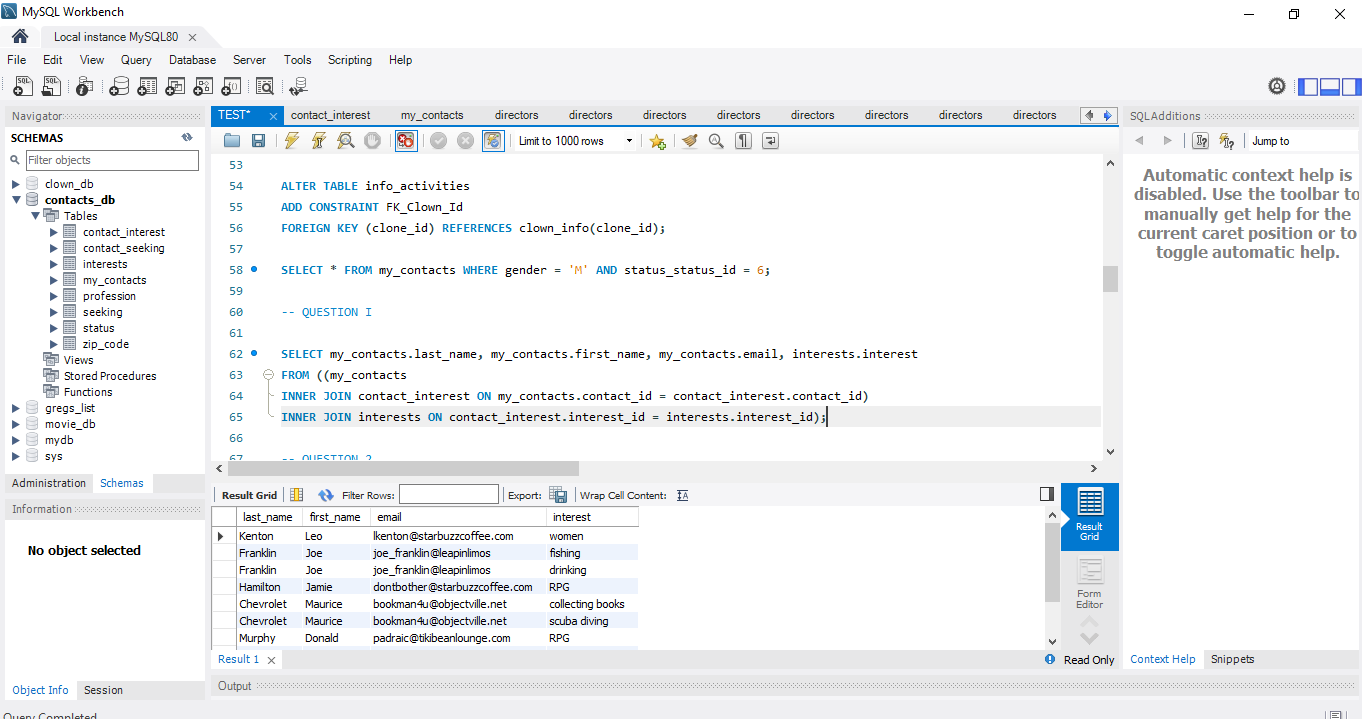 MySQL Workbench
Local instance MySQL80
File Edit View Query Database Server Tools Scripting Help
Navigator
SCHEMAS
Filter objects
clown_db
contacts_db
Tables
contact_interest
contact_seeking
interests
my_contacts
profession
seeking
status
zip_code
Views
Stored Procedures
Functions
gregs_list
movie_db
mydb
sys
Administration Schemas
Information
No object selected
Object Info Session
Query Completed
TEST* contact_interest my_contacts directors directors directors directors directors directors directors directors
Limit to 1000 rows
53
54 ALTER TABLE info_activities
55 ADD CONSTRAINT FK_Clown_Id
56 FOREIGN KEY (clone_id) REFERENCES clown_info(clone_id);
57
58 SELECT * FROM my_contacts WHERE gender = 'M' AND status_status_id = 6;
59
60 -- QUESTION I
61
62 SELECT my_contacts.last_name, my_contacts.first_name, my_contacts.email, interests.interest
63 FROM ((my_contacts
64 INNER JOIN contact_interest ON my_contacts.contact_id = contact_interest.contact_id)
65 INNER JOIN interests ON contact_interest.interest_id = interests.interest_id);
66
67 -- QUESTION 2
Result Grid Filter Rows: Export: Wrap Cell Content:
last_name first_name email interest
Kenton Leo lkenton@starbuzzcoffee.com women
Franklin Joe joe_franklin@leapinlimos fishing
Franklin Joe joe_franklin@leapinlimos drinking
Hamilton Jamie dontbother@starbuzzcoffee.com RPG
Chevrolet Maurice bookman4u@objectville.net collecting books
Chevrolet Maurice bookman4u@objectville.net scuba diving
Murphy Donald padraic@tikibeanlounge.com RPG
Result
Grid
Form
Editor
Result 1
Read Only
Output
SQLAdditions
Jump to
Automatic context help is
disabled. Use the toolbar to
manually get help for the
current caret position or to
toggle automatic help.
Context Help Snippets